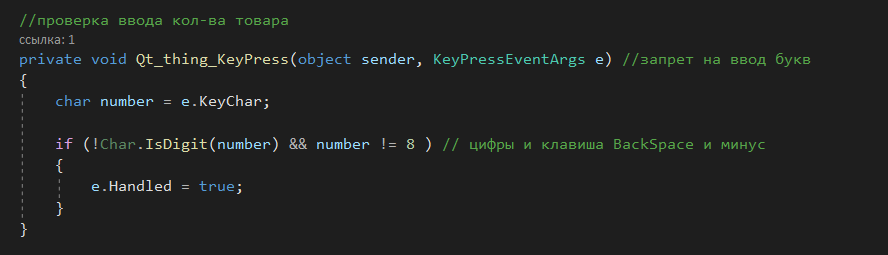 //проверка ввода кол-ва товара
ссылка: 1
private void Qt_thing_KeyPress(object sender, KeyPressEventArgs e) //запрет на ввод букв
{
char number = e.KeyChar;
if (!Char.IsDigit(number) && number != 8 ) // цифры и клавиша BackSpace и минус
{
e.Handled = true;
}
}